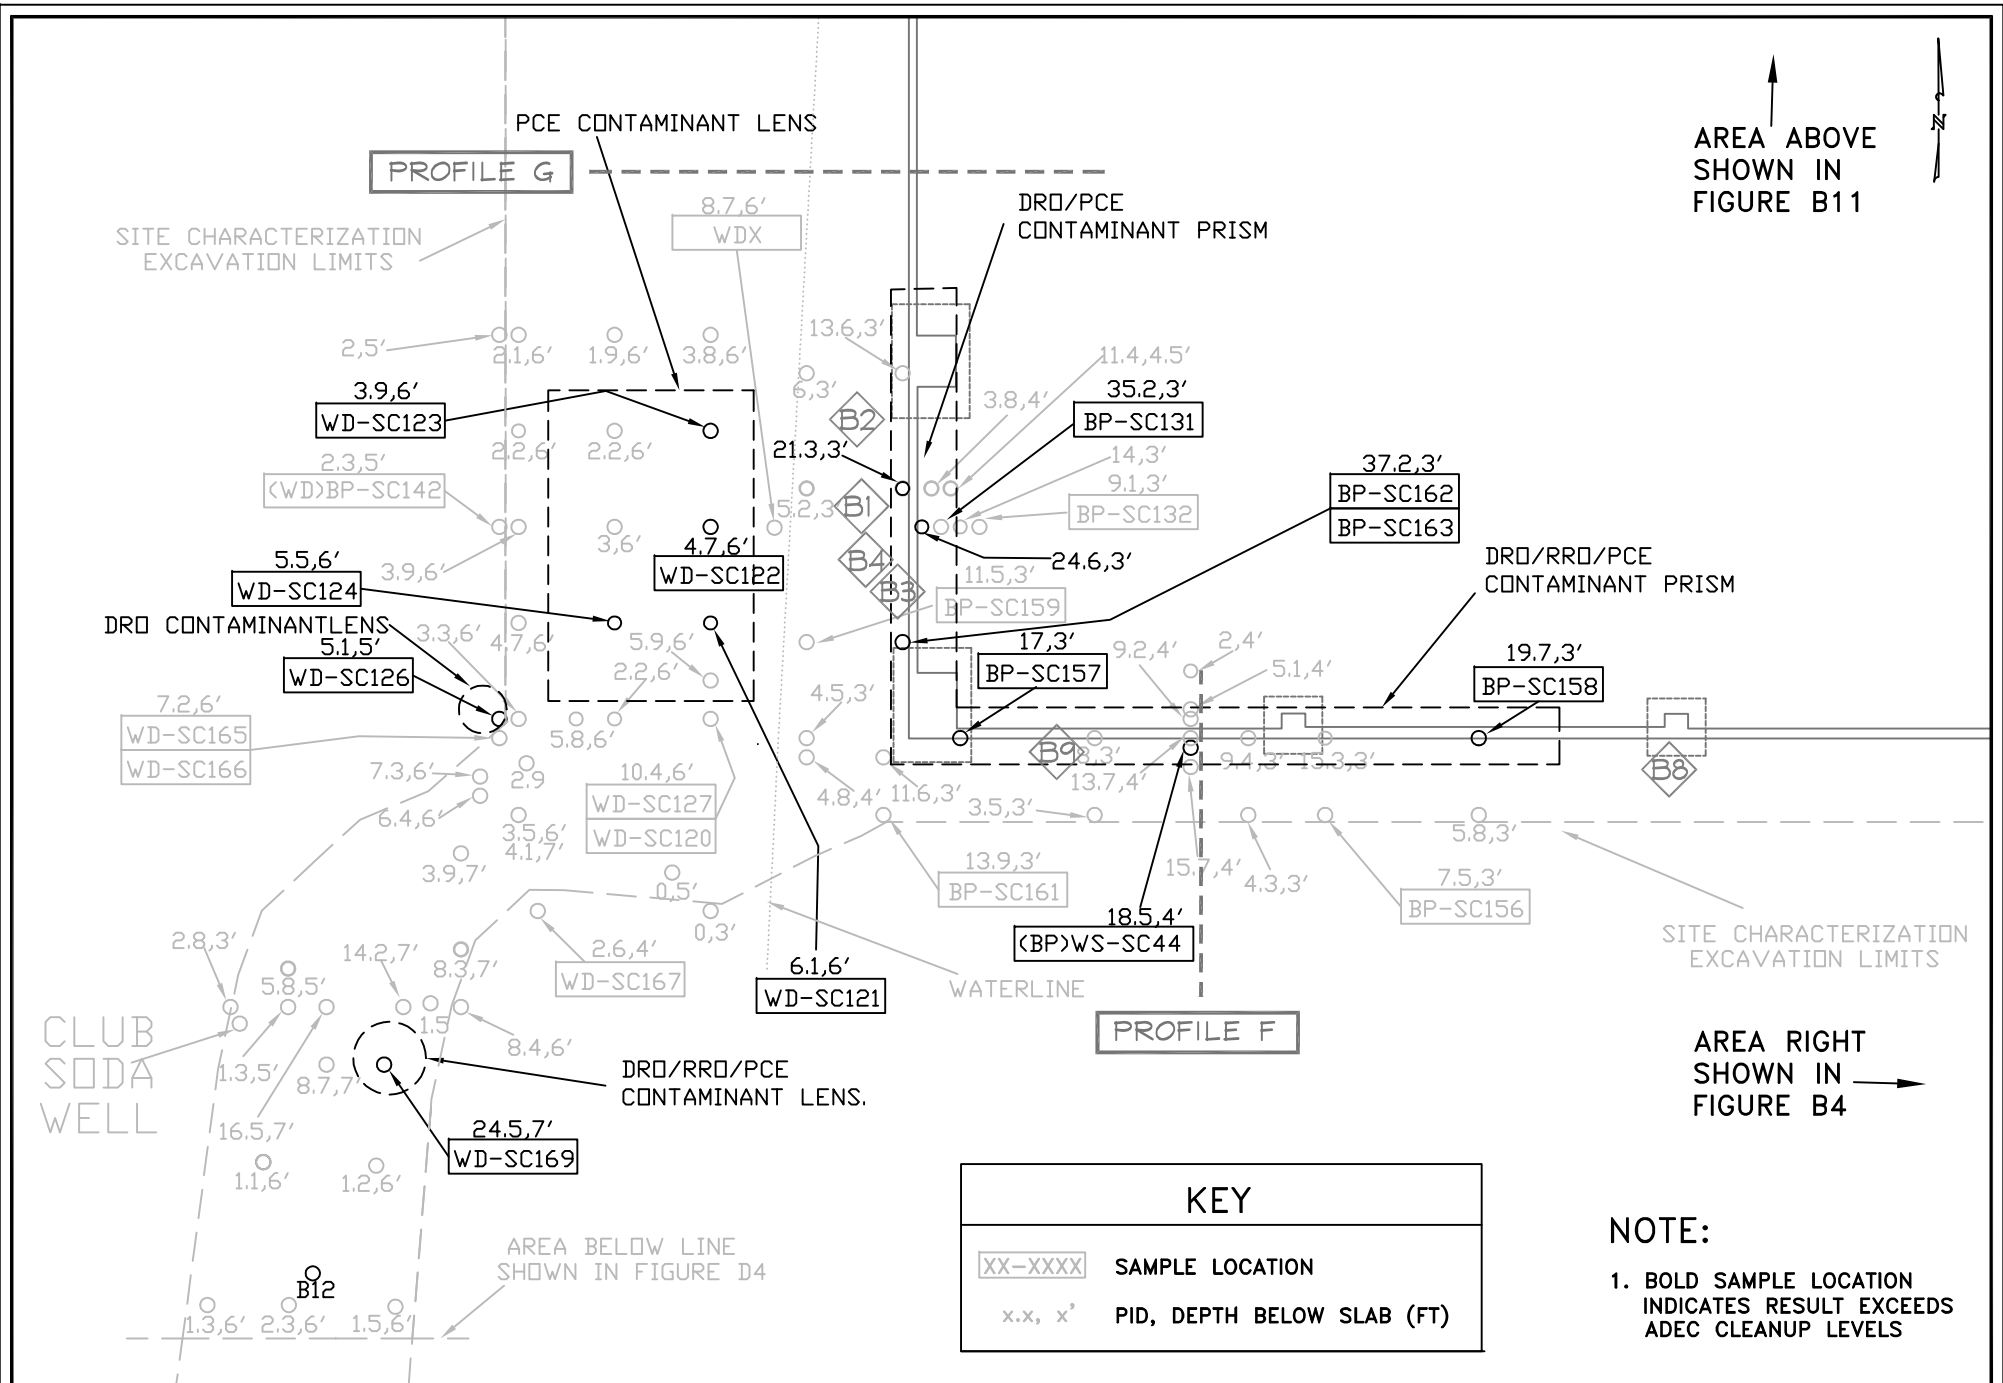 PCE CONTAMINANT LENS
PROFILE G
AREA ABOVE
SHOWN IN
FIGURE B11
N
SITE CHARACTERIZATION
EXCAVATION LIMITS
8.7,6'
WDX
DRO/PCE
CONTAMINANT PRISM
2,5'
2.1,6'
1.9,6'
3.8,6'
13.6,3'
6,3'
11.4,4.5'
3.9,6'
WD-SC123
B2
3.8,4'
35.2,3'
BP-SC131
2.2,6'
2.2,6'
21.3,3'
14,3'
2.3,5'
(WD)BP-SC142
5.2,3
B1
9.1,3'
BP-SC132
37.2,3'
BP-SC162
BP-SC163
3,6'
4.7,6'
WD-SC122
B4
24.6,3'
5.5,6'
WD-SC124
3.9,6'
B3
11.5,3'
BP-SC159
DRO/RRO/PCE
CONTAMINANT PRISM
DRO CONTAMINANTLENS
3.3,6'
4.7,6'
5.9,6'
2.2,6'
5.1,5'
WD-SC126
17,3'
BP-SC157
9.2,4'
2,4'
5.1,4'
19.7,3'
BP-SC158
7.2,6'
WD-SC165
WD-SC166
5.8,6'
4.5,3'
7.3,6'
2.9
10.4,6'
WD-SC127
WD-SC120
4.8,4'
11.6,3'
B9
8.3'
13.7,4'
9.4,3'
15.3,3'
B8
6.4,6'
3.5,6'
4.1,7'
3.5,3'
5.8,3'
3.9,7'
0,5'
13.9,3'
BP-SC161
15.7,4'
4.3,3'
7.5,3'
BP-SC156
0,3'
18.5,4'
(BP)WS-SC44
SITE CHARACTERIZATION
EXCAVATION LIMITS
2.8,3'
5.8,5'
14.2,7'
8.3,7'
2.6,4'
WD-SC167
6.1,6'
WD-SC121
WATERLINE
CLUB
SODA
WELL
1.5
8.4,6'
PROFILE F
AREA RIGHT
SHOWN IN
FIGURE B4
1.3,5'
8.7,7'
DRO/RRO/PCE
CONTAMINANT LENS.
16.5,7'
24.5,7'
WD-SC169
1.1,6'
1.2,6'
KEY
XX-XXXX SAMPLE LOCATION
x.x, x' PID, DEPTH BELOW SLAB (FT)
NOTE:
1. BOLD SAMPLE LOCATION
INDICATES RESULT EXCEEDS
ADEC CLEANUP LEVELS
AREA BELOW LINE
SHOWN IN FIGURE D4
B12
1.3,6'
2.3,6'
1.5,6'